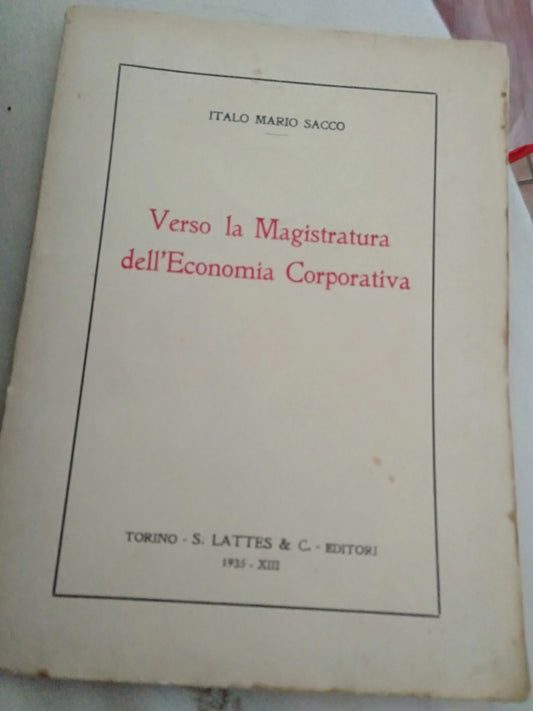 ITALO MARIO SACCO
Verso la Magistratura
dell'Economia Corporativa
TORINO - S. LATTES & C. - EDITORI
1935 - XIII